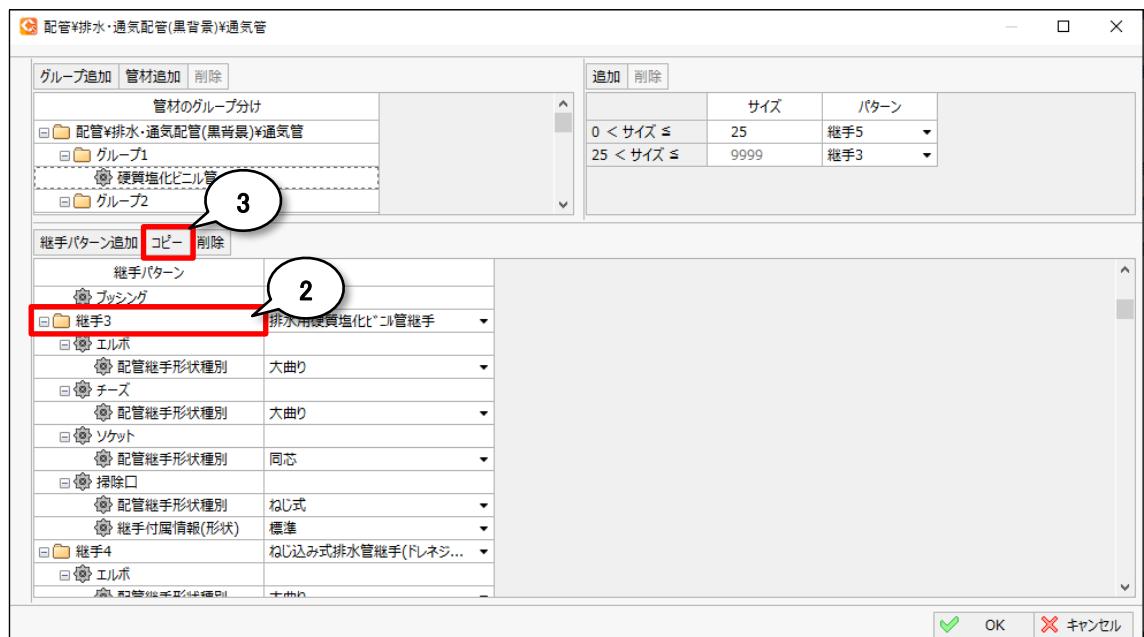 配管¥排水・通気配管(黒背景)¥通気管
グループ追加 管材追加 削除
追加 削除
管材のグループ分け
サイズ パターン
配管¥排水・通気配管(黒背景)¥通気管
0 < サイズ ≦ 25 継手5
グループ1
25 < サイズ ≦ 9999 継手3
硬質塩化ビニル管
グループ2
3
継手パターン追加 コピー 削除
継手パターン
2
ブッシング
継手3 排水用硬質塩化ビニル管継手
エルボ
配管継手形状種別 大曲り
チーズ
配管継手形状種別 大曲り
ソケット
配管継手形状種別 同芯
掃除口
配管継手形状種別 ねじ式
継手付属情報(形状) 標準
継手4 ねじ込み式排水管継手(ドレネジ...
エルボ
配管継手形状種別 大曲り
OK キャンセル